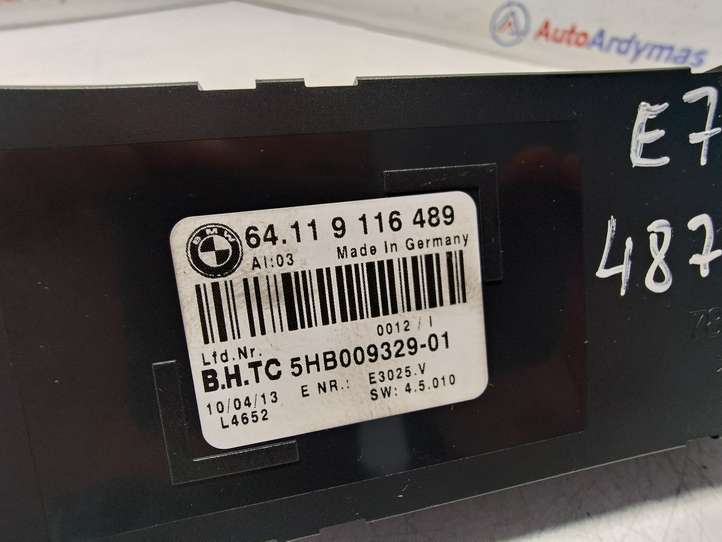 AutoArdymas
E7
487
BMW
64.11 9 116 489
AI:03 Made In Germany
0012 / I
Lfd.Nr.
B.H.TC 5HB009329-01
10/04/13 E NR.: E3025.V
L4652 SW: 4.5.010